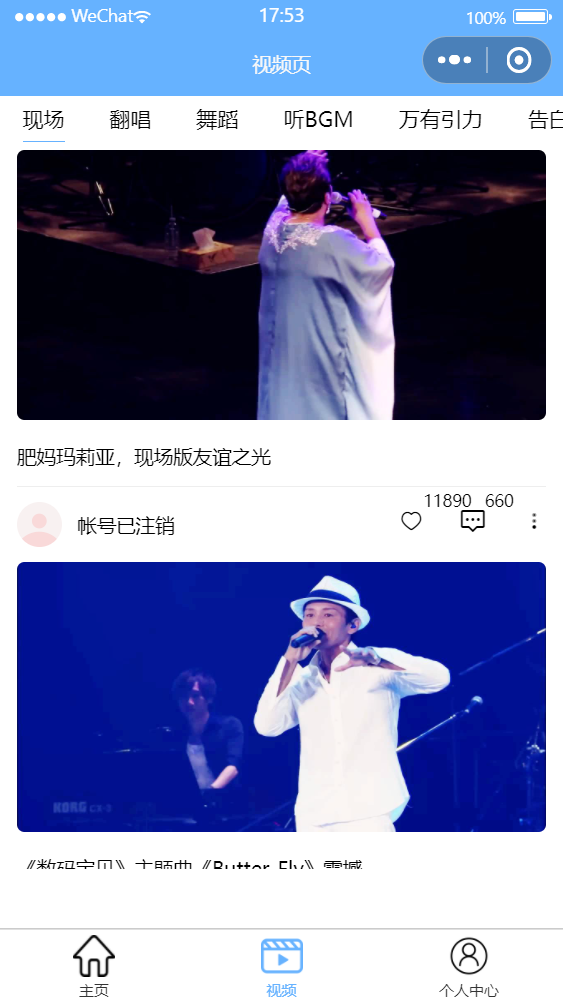 WeChat 17:53 100%
视频页
现场 翻唱 舞蹈 听BGM 万有引力 告白
肥妈玛莉亚，现场版友谊之光
帐号已注销 11890 660
KORG
《数码宝贝》主题曲《Butter-Fly》震撼
主页 视频 个人中心